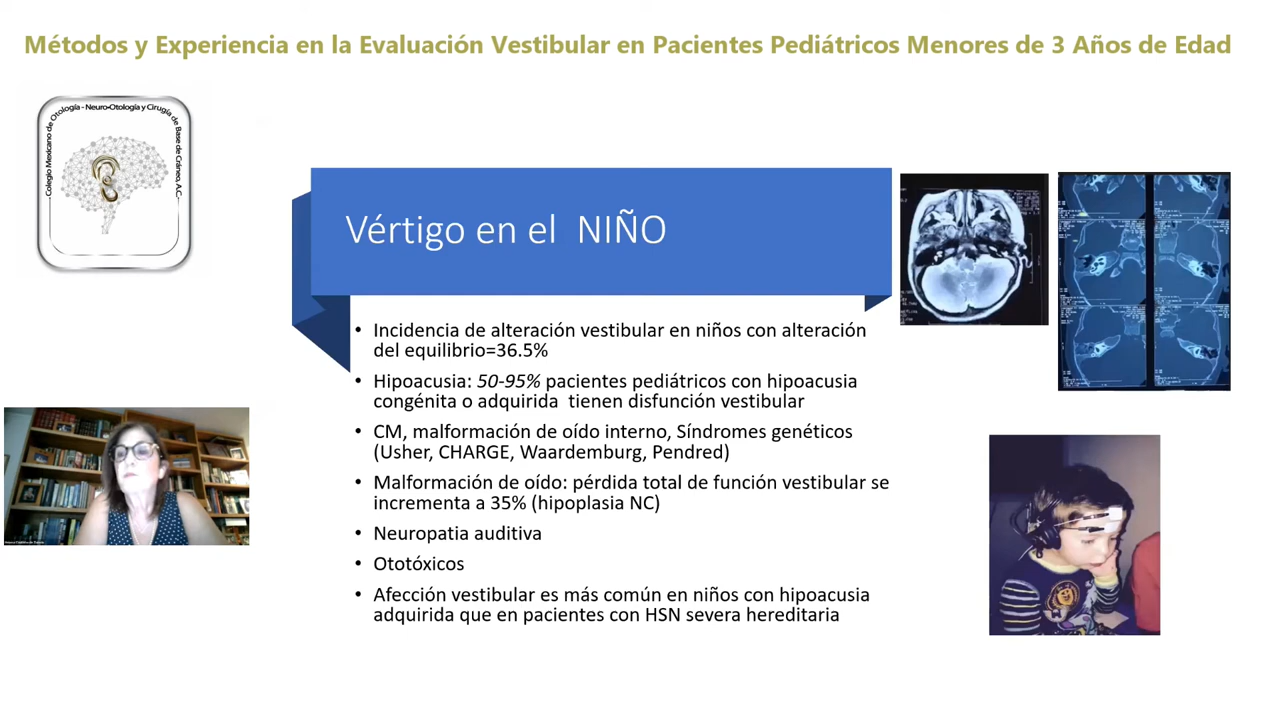 Métodos y Experiencia en la Evaluación Vestibular en Pacientes Pediátricos Menores de 3 Años de Edad
Colegio Mexicano de Otología - Neuro-Otología y Cirugía de Base de Cráneo, A.C.
Vértigo en el NIÑO
• Incidencia de alteración vestibular en niños con alteración
del equilibrio=36.5%
• Hipoacusia: 50-95% pacientes pediátricos con hipoacusia
congénita o adquirida tienen disfunción vestibular
• CM, malformación de oído interno, Síndromes genéticos
(Usher, CHARGE, Waardemburg, Pendred)
• Malformación de oído: pérdida total de función vestibular se
incrementa a 35% (hipoplasia NC)
• Neuropatia auditiva
• Ototóxicos
• Afección vestibular es más común en niños con hipoacusia
adquirida que en pacientes con HSN severa hereditaria